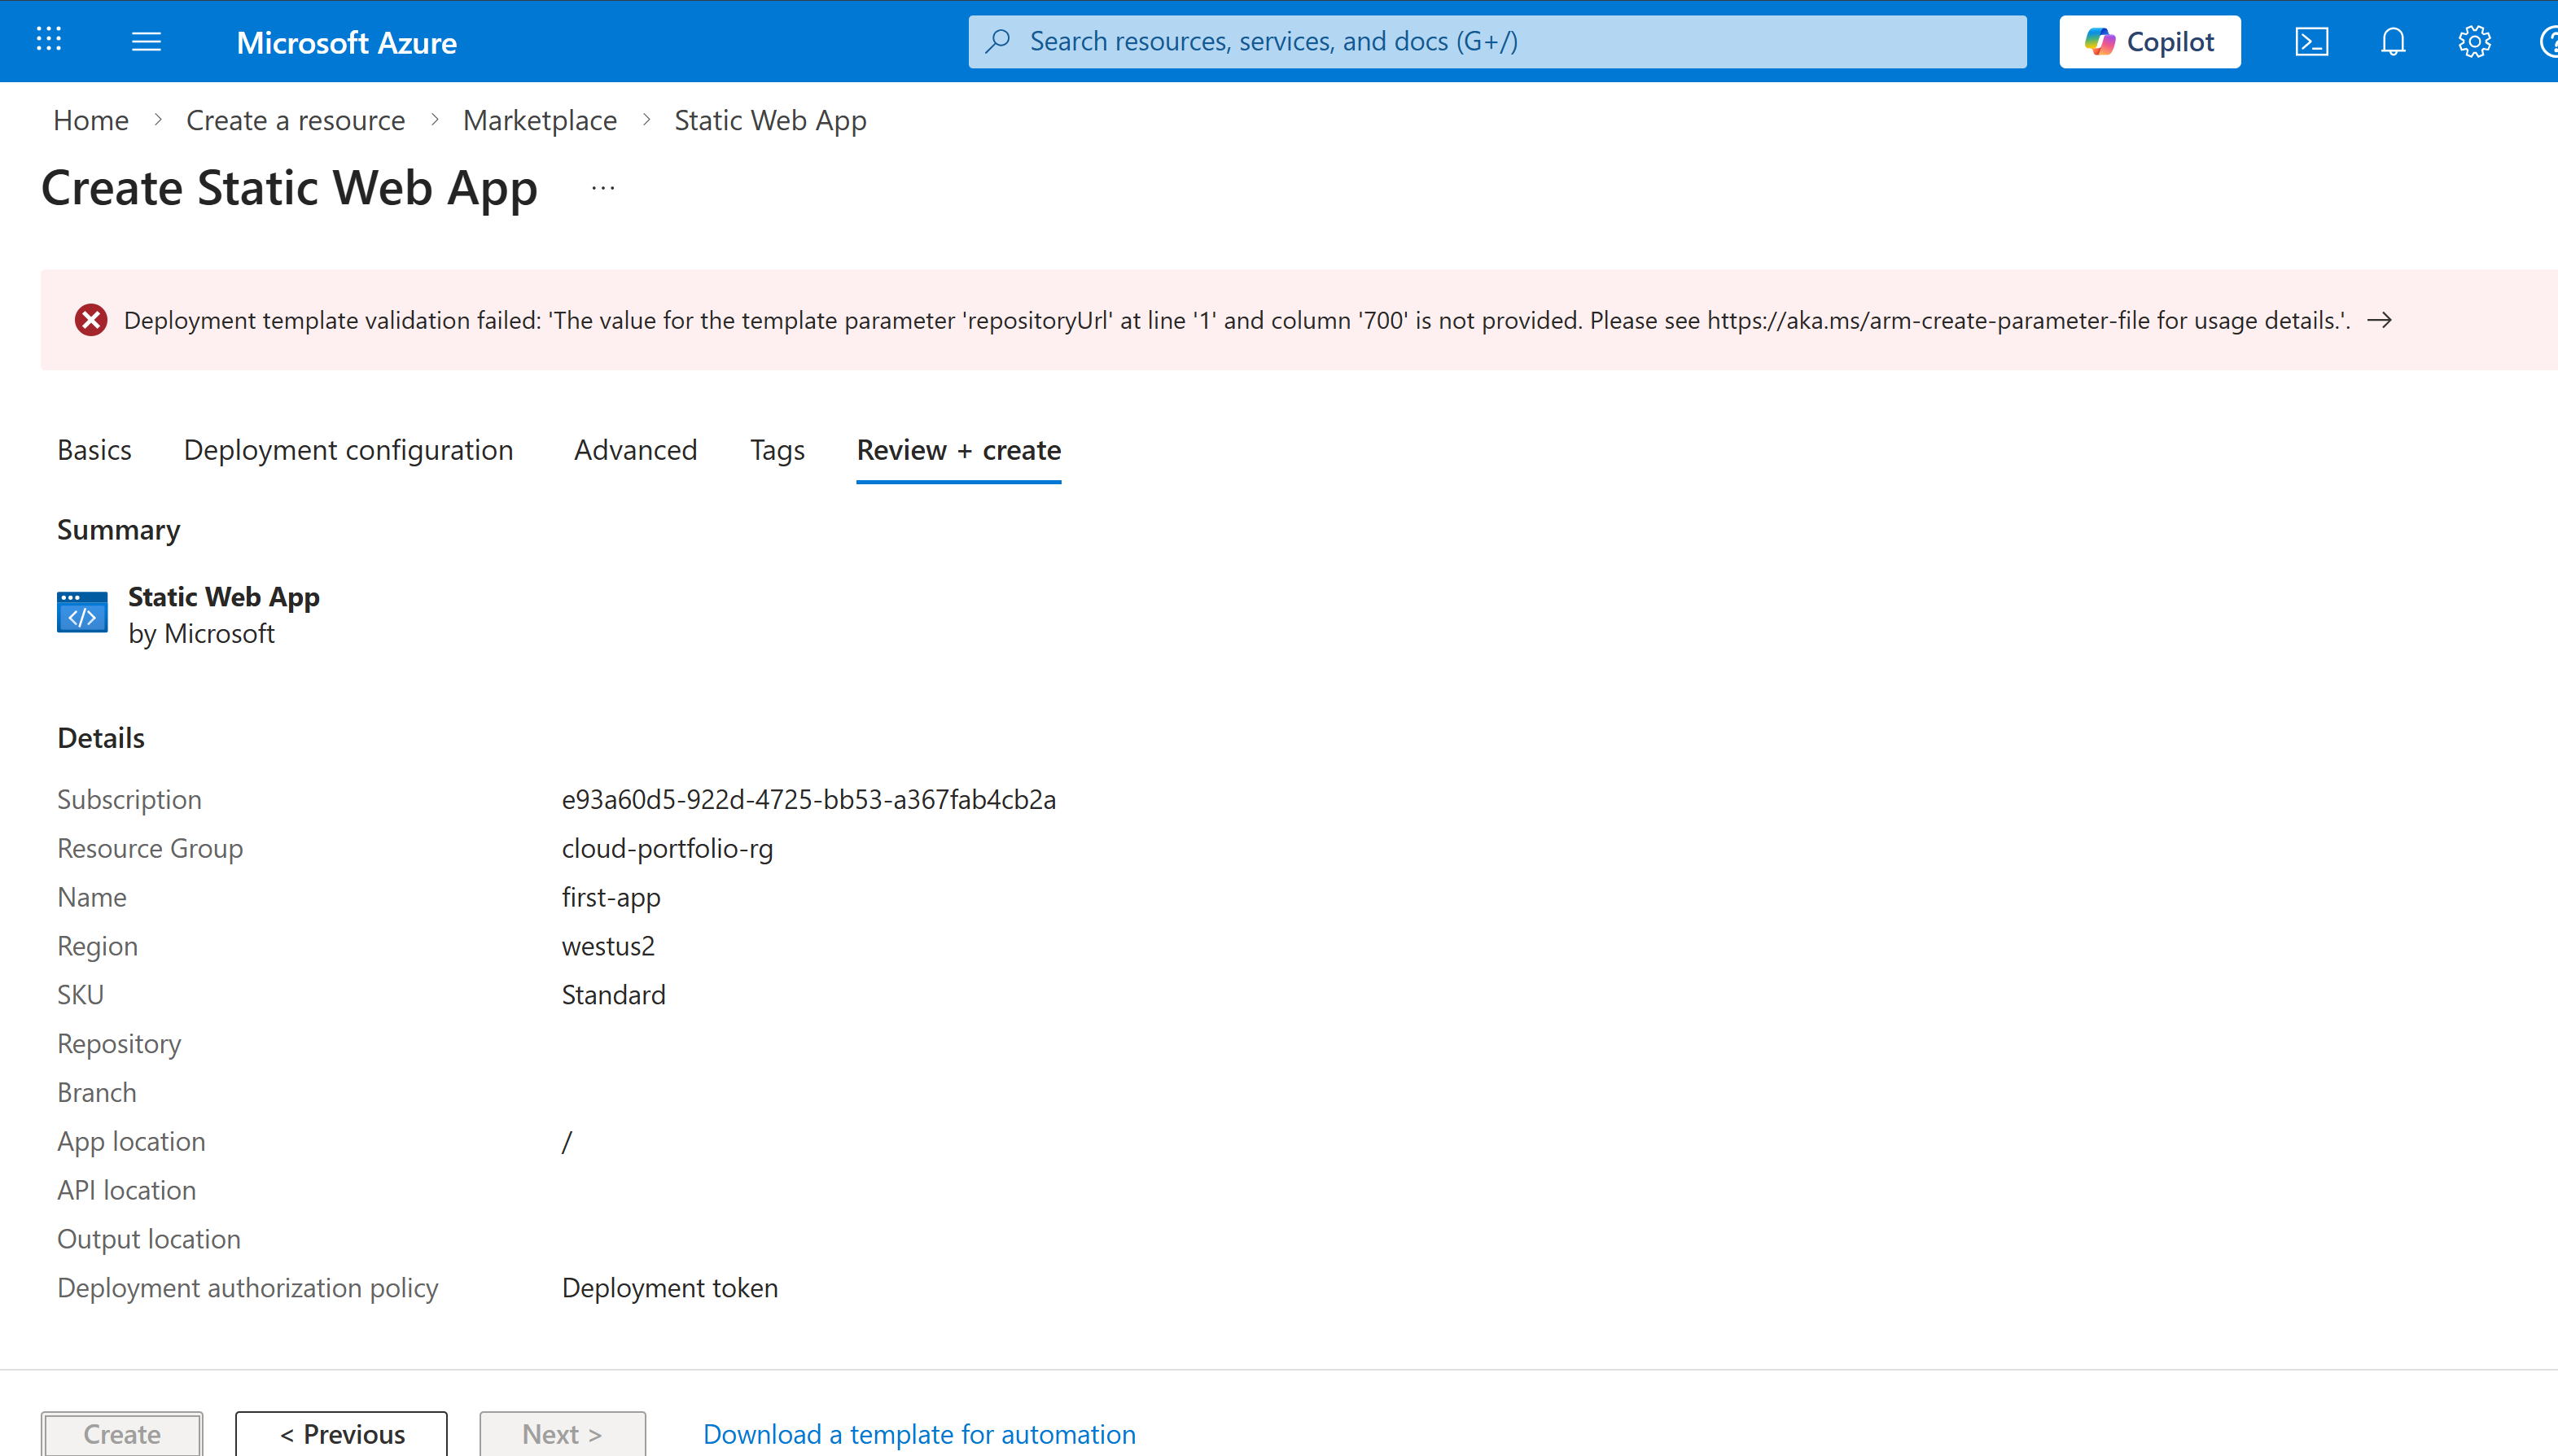 Microsoft Azure
Search resources, services, and docs (G+/)
Copilot
Home > Create a resource > Marketplace > Static Web App
Create Static Web App ...
Deployment template validation failed: 'The value for the template parameter 'repositoryUrl' at line '1' and column '700' is not provided. Please see https://aka.ms/arm-create-parameter-file for usage details.'. →
Basics Deployment configuration Advanced Tags Review + create
Summary
</>
Static Web App
by Microsoft
Details
Subscription e93a60d5-922d-4725-bb53-a367fab4cb2a
Resource Group cloud-portfolio-rg
Name first-app
Region westus2
SKU Standard
Repository
Branch
App location /
API location
Output location
Deployment authorization policy Deployment token
Create < Previous Next > Download a template for automation